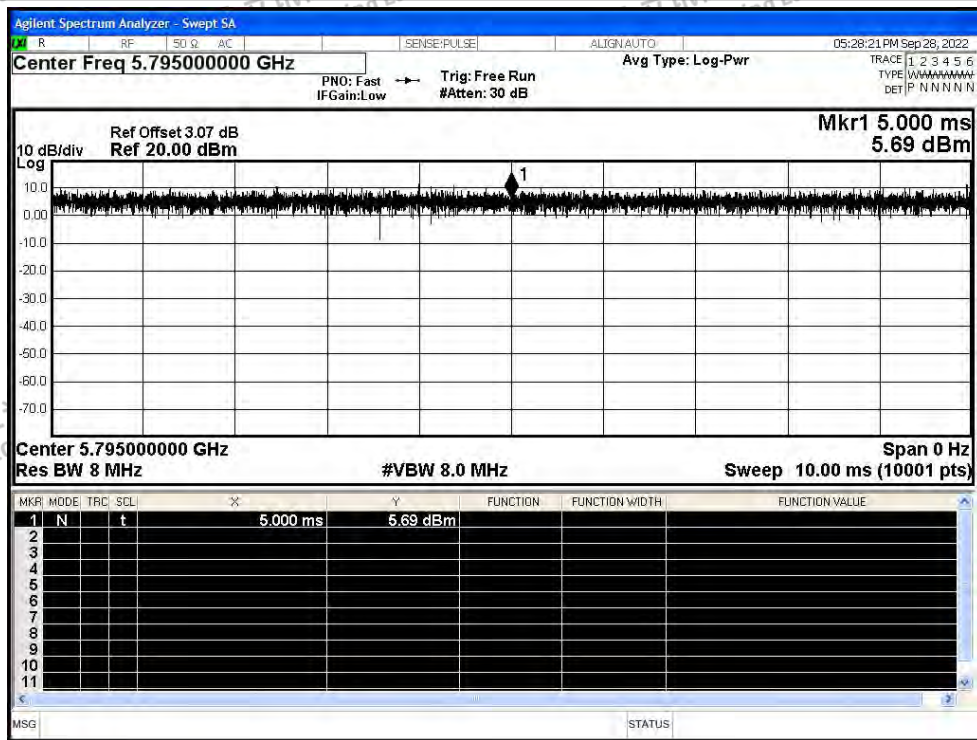 Agilent Spectrum Analyzer - Swept SA
R RF 50 Ω AC SENSE:PULSE ALIGNAUTO 05:28:21 PM Sep 28, 2022
Center Freq 5.795000000 GHz
PNO: Fast
IFGain:Low
Trig: Free Run
#Atten: 30 dB
Avg Type: Log-Pwr
TRACE 1 2 3 4 5 6
TYPE
DET P N N N N N
Mkr1 5.000 ms
5.69 dBm
Ref Offset 3.07 dB
10 dB/div Ref 20.00 dBm
Log
1
10.0
0.00
-10.0
-20.0
-30.0
-40.0
-50.0
-60.0
-70.0
Center 5.795000000 GHz Span 0 Hz
Res BW 8 MHz #VBW 8.0 MHz Sweep 10.00 ms (10001 pts)
MKR MODE TRC SCL X Y FUNCTION FUNCTION WIDTH FUNCTION VALUE
1 N t 5.000 ms 5.69 dBm
2
3
4
5
6
7
8
9
10
11
MSG STATUS